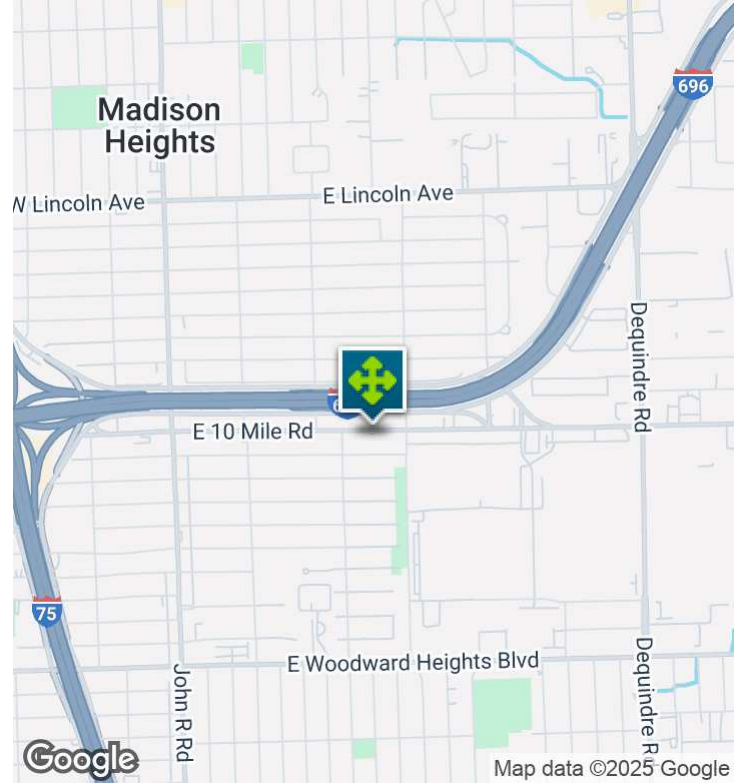 696
Madison
Heights
E Lincoln Ave
W Lincoln Ave
Dequindre Rd
E 10 Mile Rd
75
E Woodward Heights Blvd
John R Rd
Dequindre Rd
Google
Map data ©2025 Google